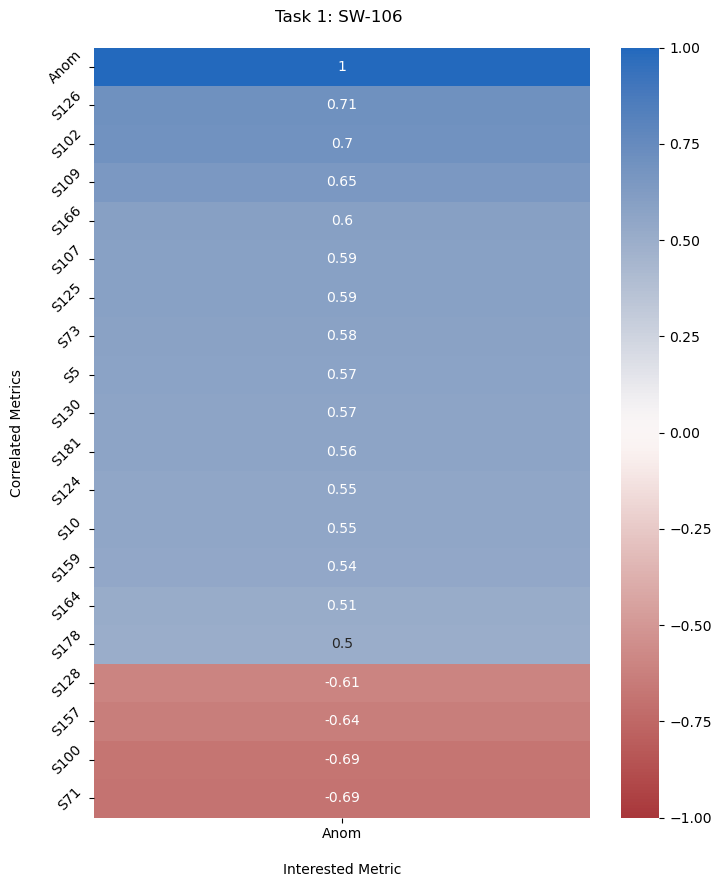 Task 1: SW-106
Correlated Metrics
Anom 1
S126 0.71
S102 0.7
S109 0.65
S166 0.6
S107 0.59
S125 0.59
S73 0.58
S5 0.57
S130 0.57
S181 0.56
S124 0.55
S10 0.55
S159 0.54
S164 0.51
S178 0.5
S128 -0.61
S157 -0.64
S100 -0.69
S71 -0.69
Anom
Interested Metric
1.00
0.75
0.50
0.25
0.00
−0.25
−0.50
−0.75
−1.00